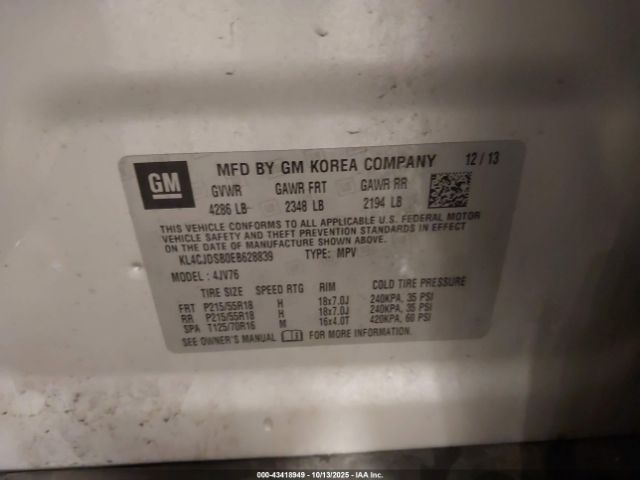 GM
MFD BY GM KOREA COMPANY 12 / 13
GVWR GAWR FRT GAWR RR
4286 LB 2348 LB 2194 LB
THIS VEHICLE CONFORMS TO ALL APPLICABLE U.S. FEDERAL MOTOR
VEHICLE SAFETY AND THEFT PREVENTION STANDARDS
IN EFFECT ON THE DATE OF MANUFACTURE SHOWN ABOVE.
KL4CJDSB0EB628839 TYPE: MPV
MODEL : 4JV76
TIRE SIZE SPEED RTG RIM COLD TIRE PRESSURE
FRT P215/55R18 H 18x7.0J 240KPA, 35 PSI
RR P215/55R18 H 18x7.0J 240KPA, 35 PSI
SPA T125/70R16 M 16x4.0T 420KPA, 60 PSI
SEE OWNER'S MANUAL FOR MORE INFORMATION.
000-43418949 - 10/13/2025 - IAA Inc.